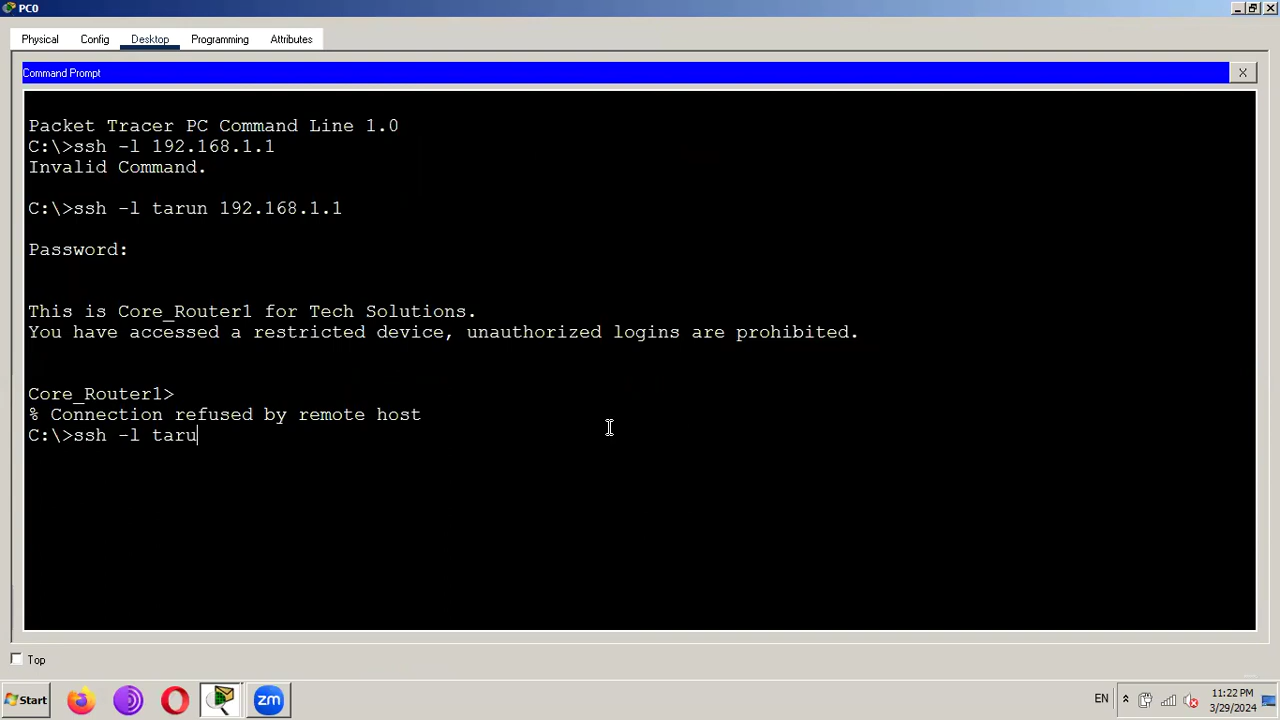 PC0
Physical Config Desktop Programming Attributes
Command Prompt X
Packet Tracer PC Command Line 1.0
C:\>ssh -l 192.168.1.1
Invalid Command.
C:\>ssh -l tarun 192.168.1.1
Password:
This is Core_Router1 for Tech Solutions.
You have accessed a restricted device, unauthorized logins are prohibited.
Core_Router1>
% Connection refused by remote host
C:\>ssh -l taru
Top
Start zm EN 11:22 PM
3/29/2024